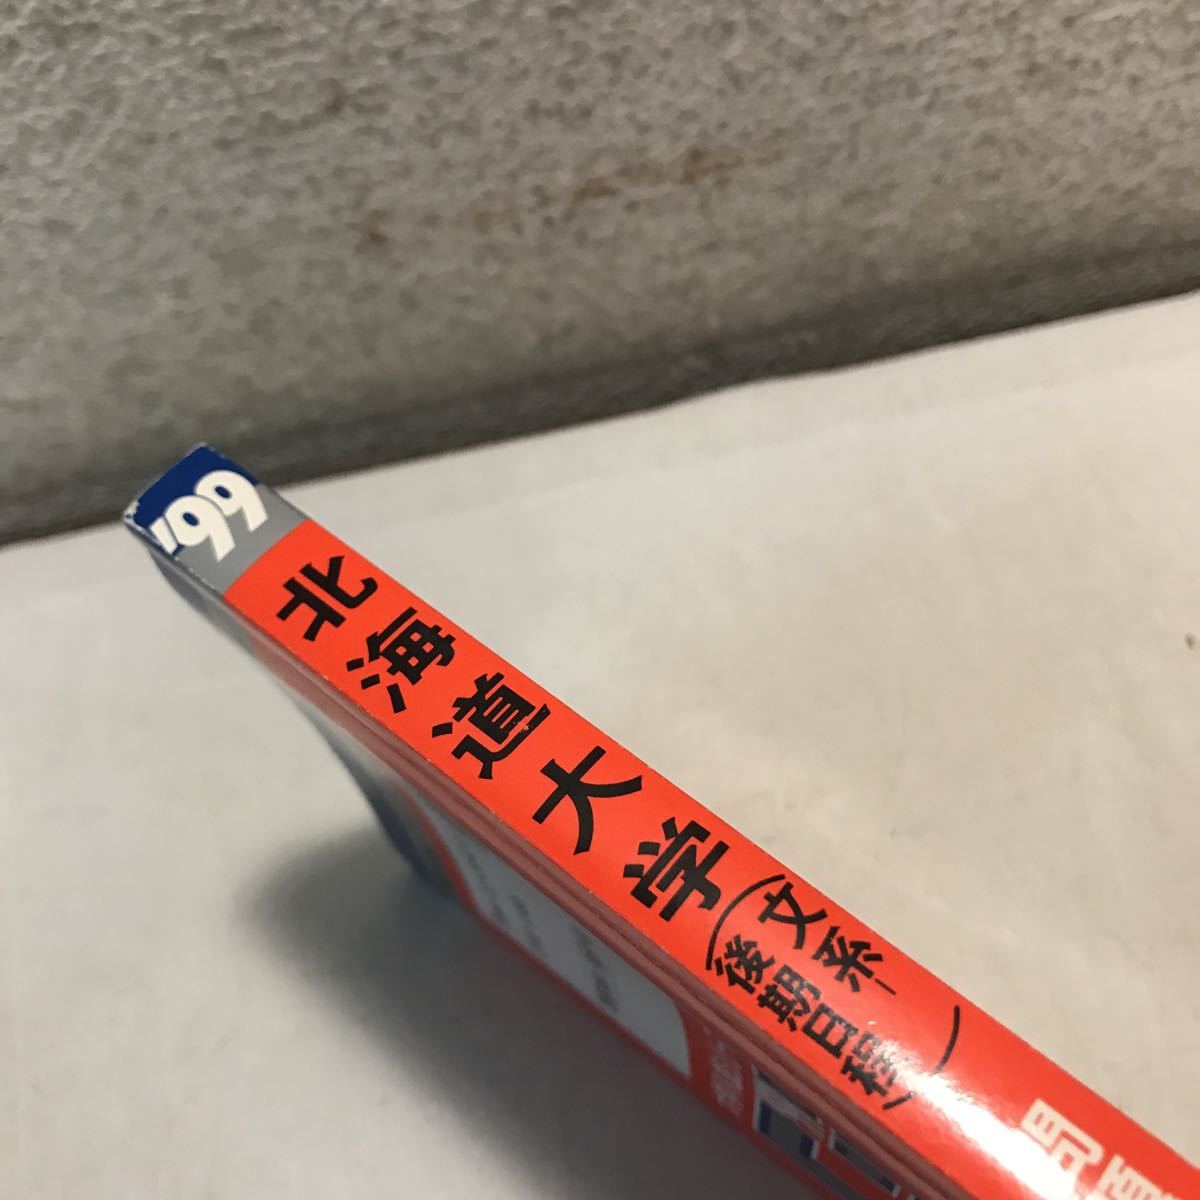 '99
北海道大学
(文系-
後期日程)